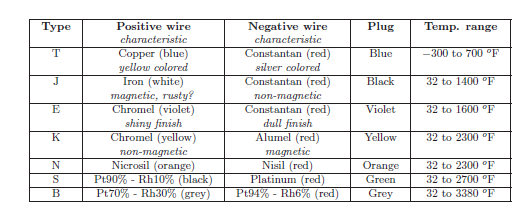 Type Positive wire Negative wire Plug Temp. range
characteristic characteristic
T Copper (blue) Constantan (red) Blue −300 to 700 °F
yellow colored silver colored
J Iron (white) Constantan (red) Black 32 to 1400 °F
magnetic, rusty? non-magnetic
E Chromel (violet) Constantan (red) Violet 32 to 1600 °F
shiny finish dull finish
K Chromel (yellow) Alumel (red) Yellow 32 to 2300 °F
non-magnetic magnetic
N Nicrosil (orange) Nisil (red) Orange 32 to 2300 °F
S Pt90% - Rh10% (black) Platinum (red) Green 32 to 2700 °F
B Pt70% - Rh30% (grey) Pt94% - Rh6% (red) Grey 32 to 3380 °F